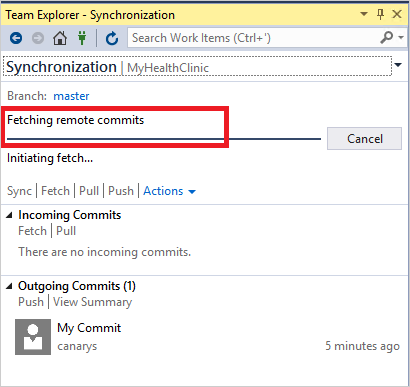 Team Explorer - Synchronization
Search Work Items (Ctrl+')
Synchronization | MyHealthClinic
Branch: master
Fetching remote commits
Cancel
Initiating fetch...
Sync | Fetch | Pull | Push | Actions
Incoming Commits
Fetch | Pull
There are no incoming commits.
Outgoing Commits (1)
Push | View Summary
My Commit
canarys 5 minutes ago